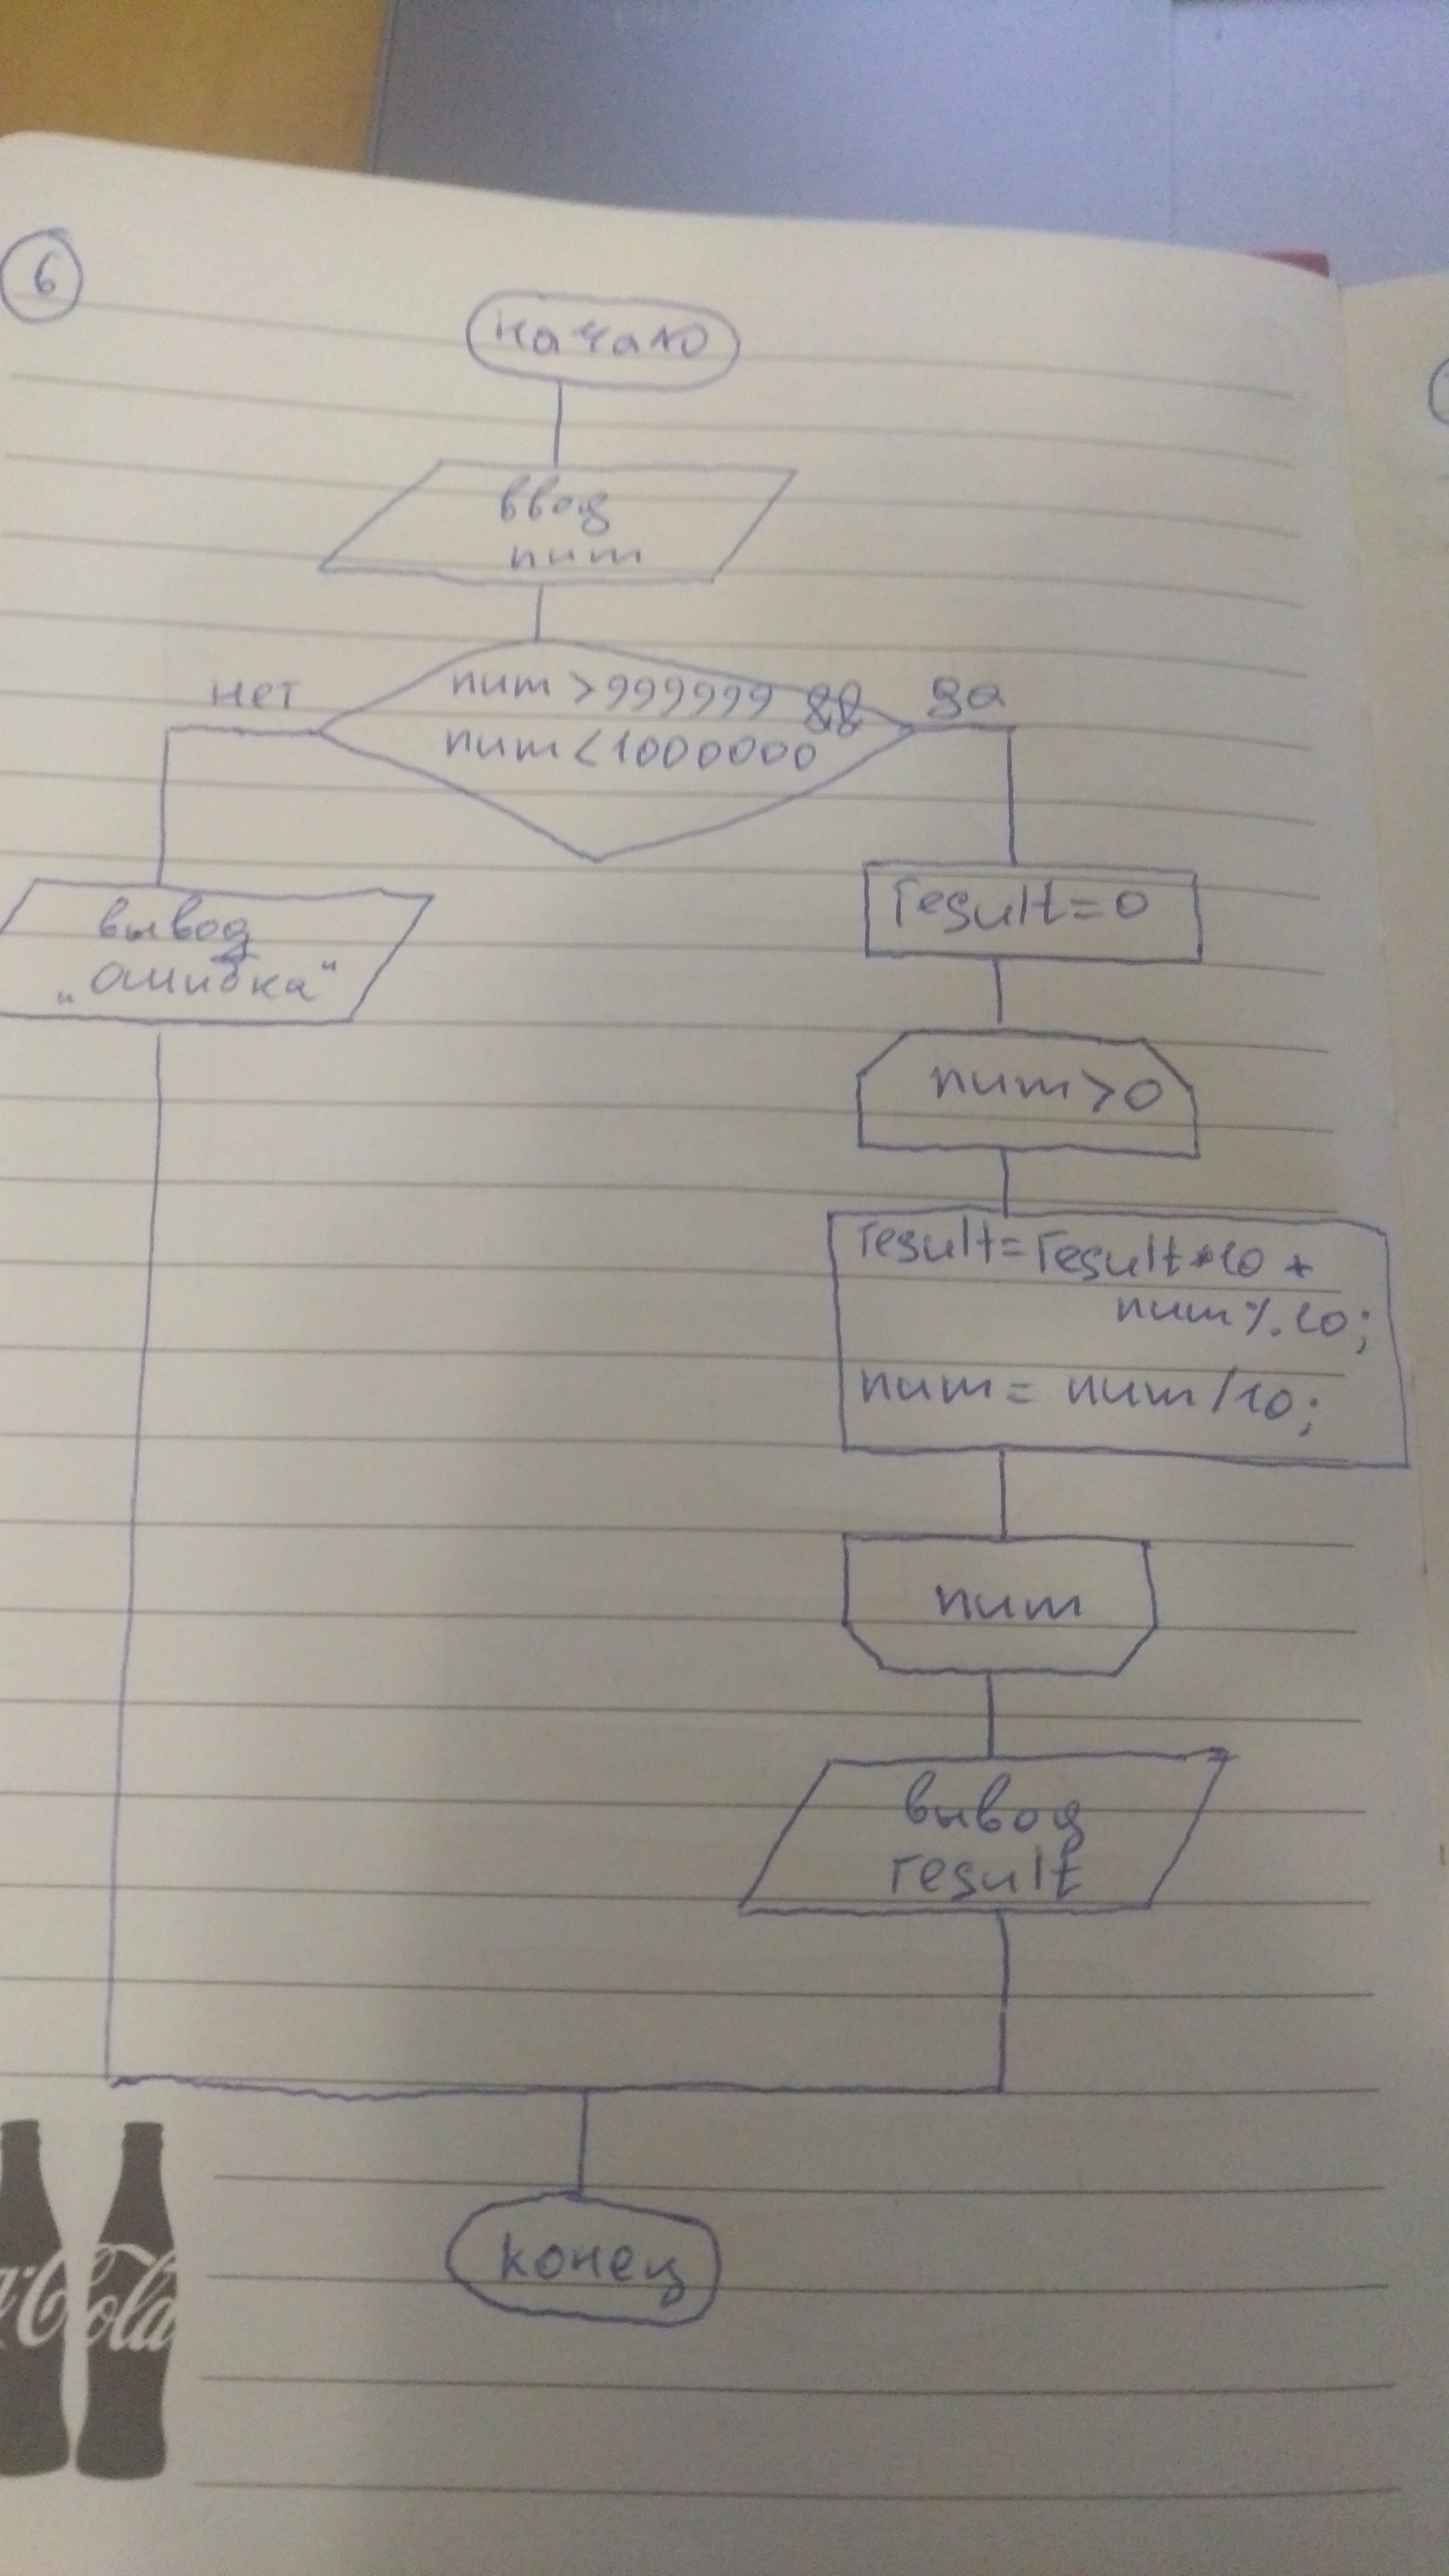 6
начало
ввод
num
нет
num > 999999 &&
да
num < 1000000
вывод
„ошибка“
result = 0
num > 0
result = result * 10 +
num % 10;
num = num / 10;
num
вывод
result
конец
Cola